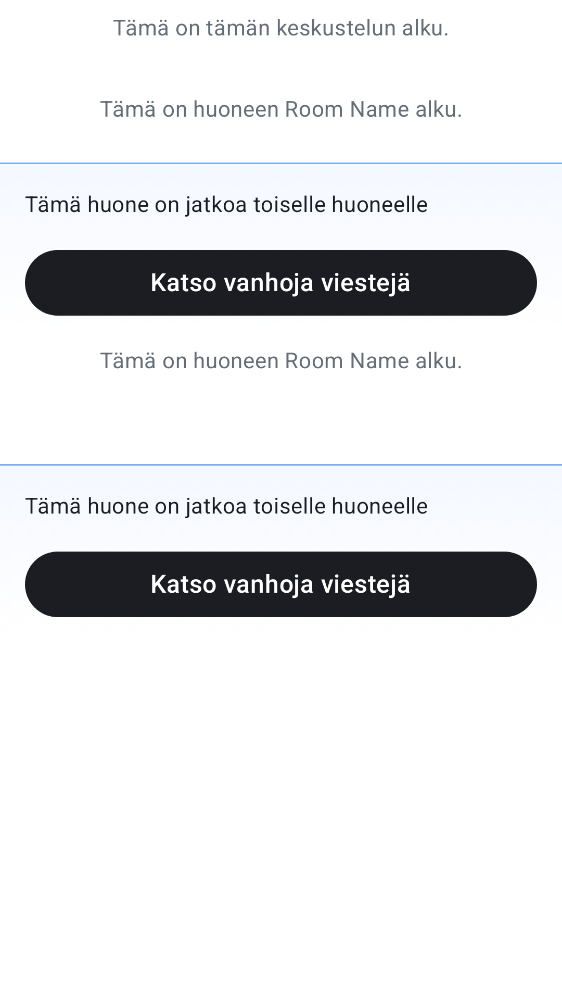 Tämä on tämän keskustelun alku.
Tämä on huoneen Room Name alku.
Tämä huone on jatkoa toiselle huoneelle
Katso vanhoja viestejä
Tämä on huoneen Room Name alku.
Tämä huone on jatkoa toiselle huoneelle
Katso vanhoja viestejä